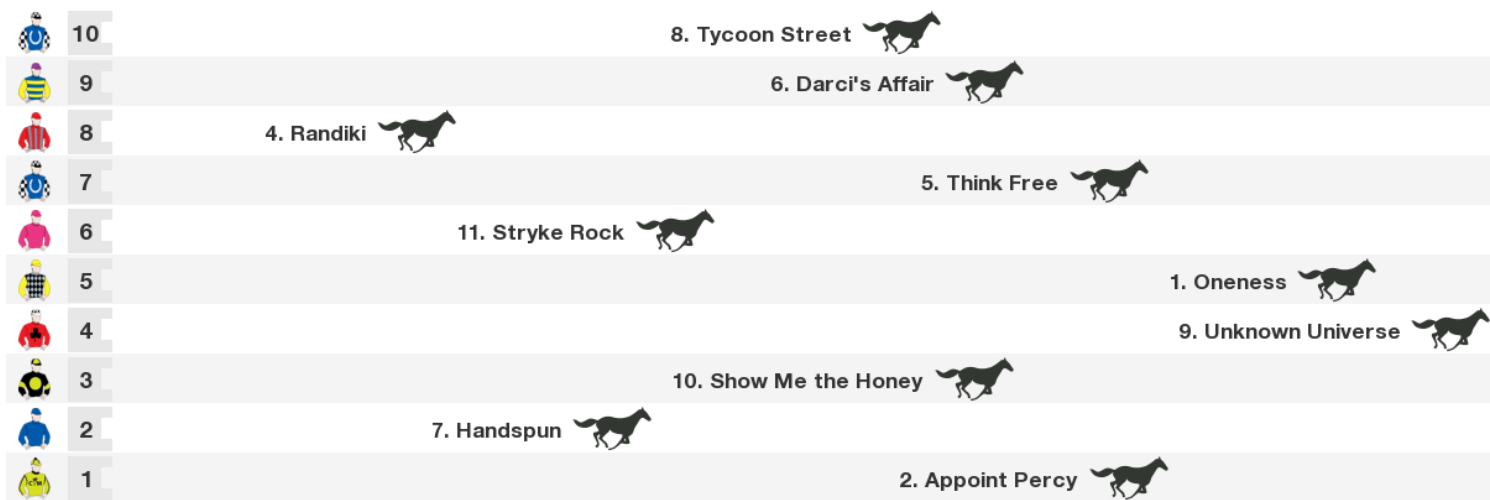 10 8. Tycoon Street
9 6. Darci's Affair
8 4. Randiki
7 5. Think Free
6 11. Stryke Rock
5 1. Oneness
4 9. Unknown Universe
3 10. Show Me the Honey
2 7. Handspun
1 2. Appoint Percy